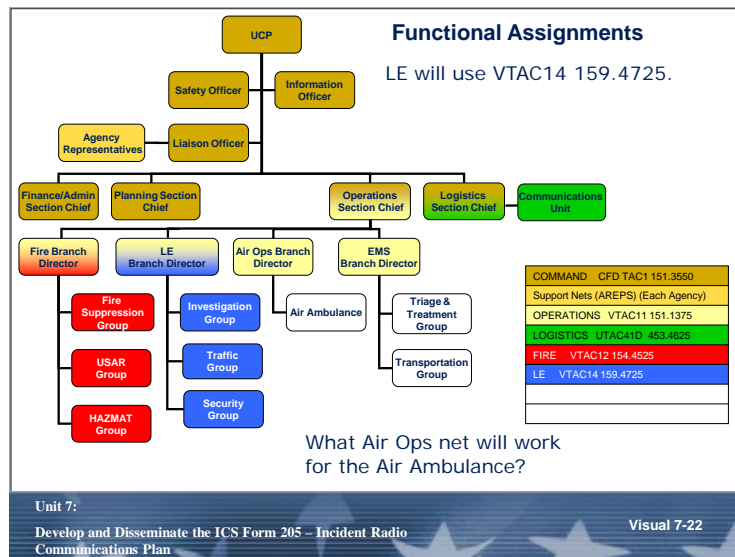 Functional Assignments
LE will use VTAC14 159.4725.
UCP
Safety Officer
Information
Officer
Agency
Representatives
Liaison Officer
Finance/Admin
Section Chief
Planning Section
Chief
Operations
Section Chief
Logistics
Section Chief
Communications
Unit
Fire Branch
Director
LE
Branch Director
Air Ops Branch
Director
EMS
Branch Director
Fire
Suppression
Group
Investigation
Group
Air Ambulance
Triage &
Treatment
Group
USAR
Group
Traffic
Group
Transportation
Group
HAZMAT
Group
Security
Group
COMMAND CFD TAC1 151.3550
Support Nets (AREPS) (Each Agency)
OPERATIONS VTAC11 151.1375
LOGISTICS UTAC41D 453.4625
FIRE VTAC12 154.4525
LE VTAC14 159.4725
What Air Ops net will work
for the Air Ambulance?
Unit 7:
Develop and Disseminate the ICS Form 205 – Incident Radio
Communications Plan
Visual 7-22